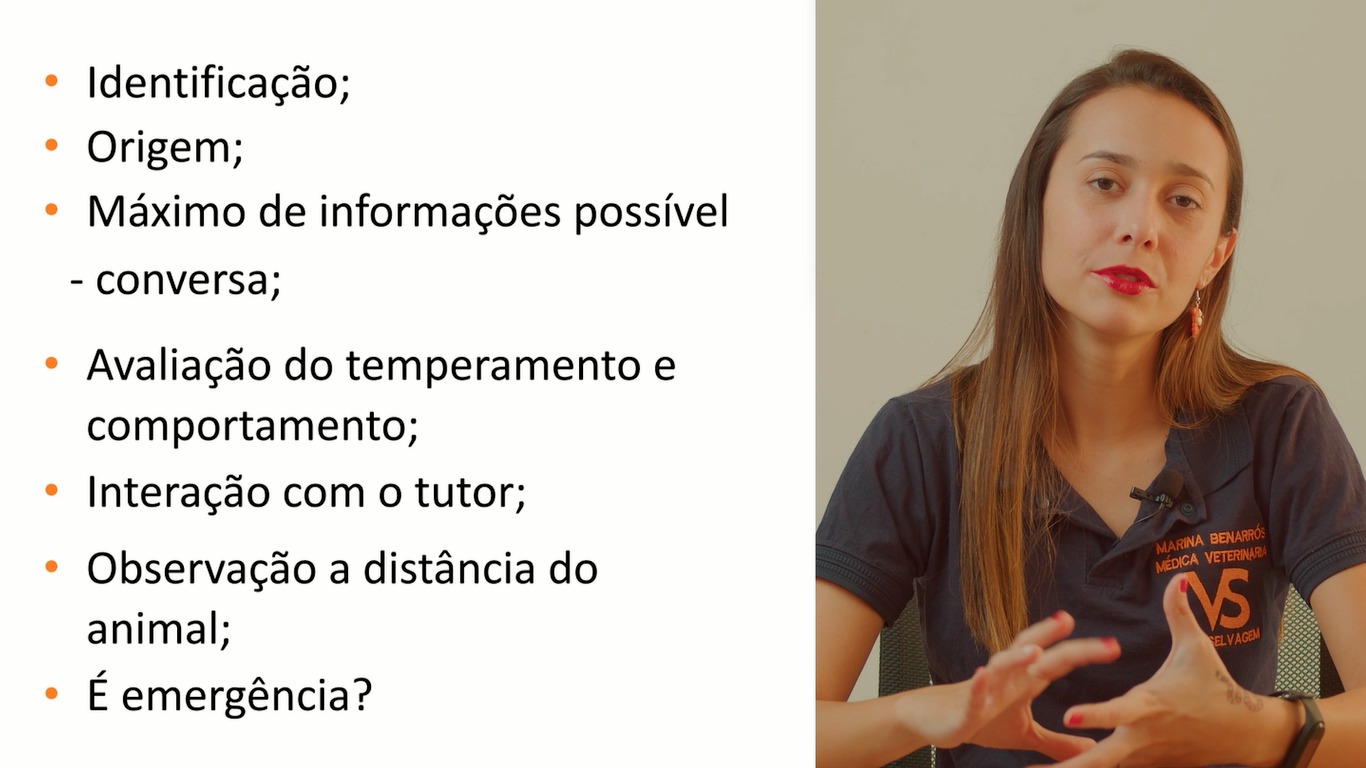 • Identificação;
• Origem;
• Máximo de informações possível
- conversa;
• Avaliação do temperamento e
comportamento;
• Interação com o tutor;
• Observação a distância do
animal;
• É emergência?
MARINA BENARRÓS
MÉDICA VETERINÁRIA
VS
SELVAGEM